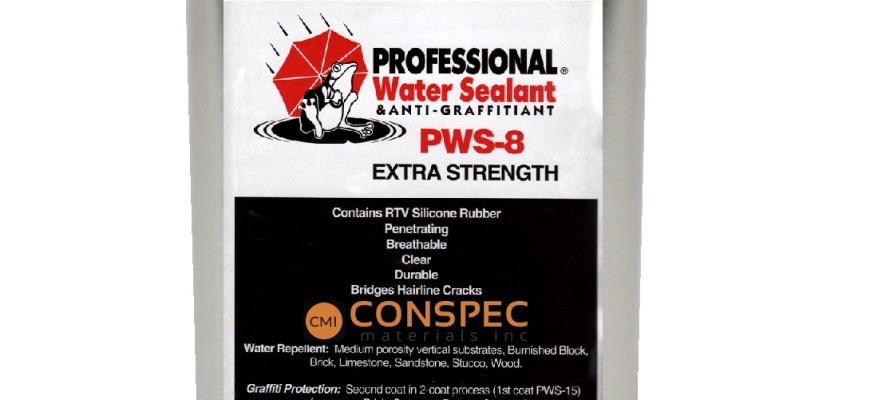 PROFESSIONAL®
Water Sealant
& ANTI-GRAFFITIANT
PWS-8
EXTRA STRENGTH
Contains RTV Silicone Rubber
Penetrating
Breathable
Clear
Durable
Bridges Hairline Cracks
CMI CONSPEC
materials inc
Water Repellent: Medium porosity vertical substrates, Burnished Block,
Brick, Limestone, Sandstone, Stucco, Wood.
Graffiti Protection: Second coat in 2-coat process (1st coat PWS-15)